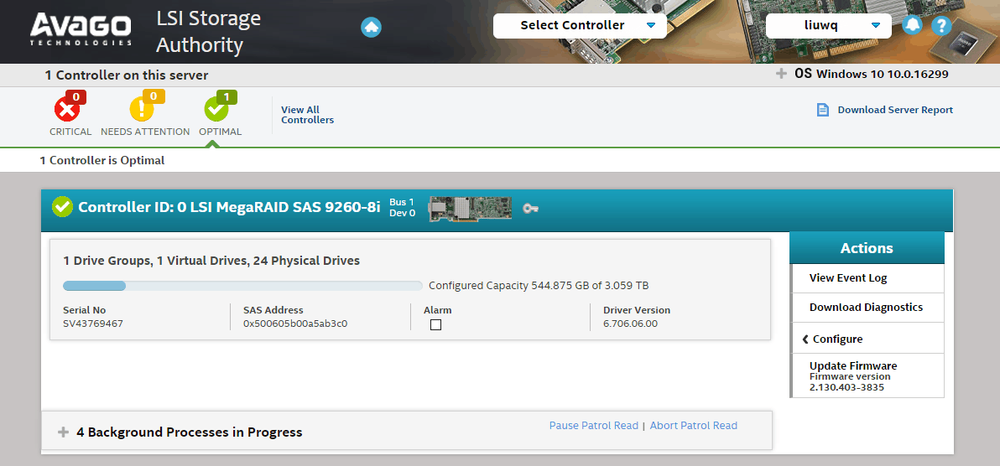 Avago
TECHNOLOGIES
LSI Storage
Authority
Select Controller
liuwq
?
1 Controller on this server
OS Windows 10 10.0.16299
0
0
1
CRITICAL
NEEDS ATTENTION
OPTIMAL
View All
Controllers
Download Server Report
1 Controller is Optimal
Controller ID: 0 LSI MegaRAID SAS 9260-8i
Bus 1
Dev 0
1 Drive Groups, 1 Virtual Drives, 24 Physical Drives
Configured Capacity 544.875 GB of 3.059 TB
Serial No
SV43769467
SAS Address
0x500605b00a5ab3c0
Alarm
Driver Version
6.706.06.00
Actions
View Event Log
Download Diagnostics
Configure
Update Firmware
Firmware version
2.130.403-3835
4 Background Processes in Progress
Pause Patrol Read | Abort Patrol Read